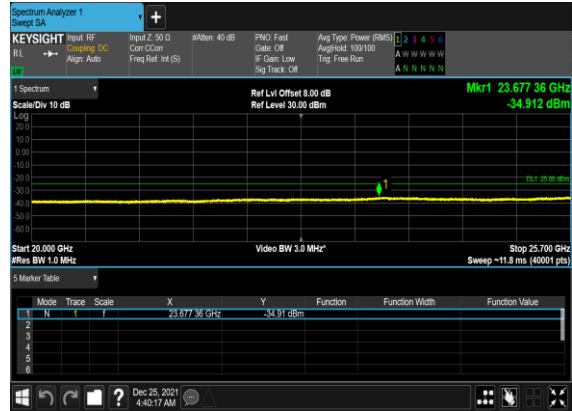 Spectrum Analyzer 1
Swept SA
+
KEYSIGHT Input: RF Input Z: 50 Ω #Atten: 40 dB PNO: Fast Avg Type: Power (RMS) 1 2 3 4 5 6
RL Coupling: DC Corr CCorr Gate: Off Avg|Hold: 100/100 A W W W W W
Align: Auto Freq Ref: Int (S) IF Gain: Low Trig: Free Run
Sig Track: Off A N N N N N
1 Spectrum
Ref Lvl Offset 8.00 dB Mkr1 23.677 36 GHz
Scale/Div 10 dB Ref Level 30.00 dBm -34.912 dBm
Log
20.0
10.0
0.00
-10.0
-20.0
DL1 -25.00 dBm
1
-30.0
-40.0
-50.0
-60.0
Start 20.000 GHz Video BW 3.0 MHz* Stop 25.700 GHz
#Res BW 1.0 MHz Sweep ~11.8 ms (40001 pts)
5 Marker Table
Mode Trace Scale X Y Function Function Width Function Value
1 N 1 f 23.677 36 GHz -34.91 dBm
2
3
4
5
6
? Dec 25, 2021
4:40:17 AM